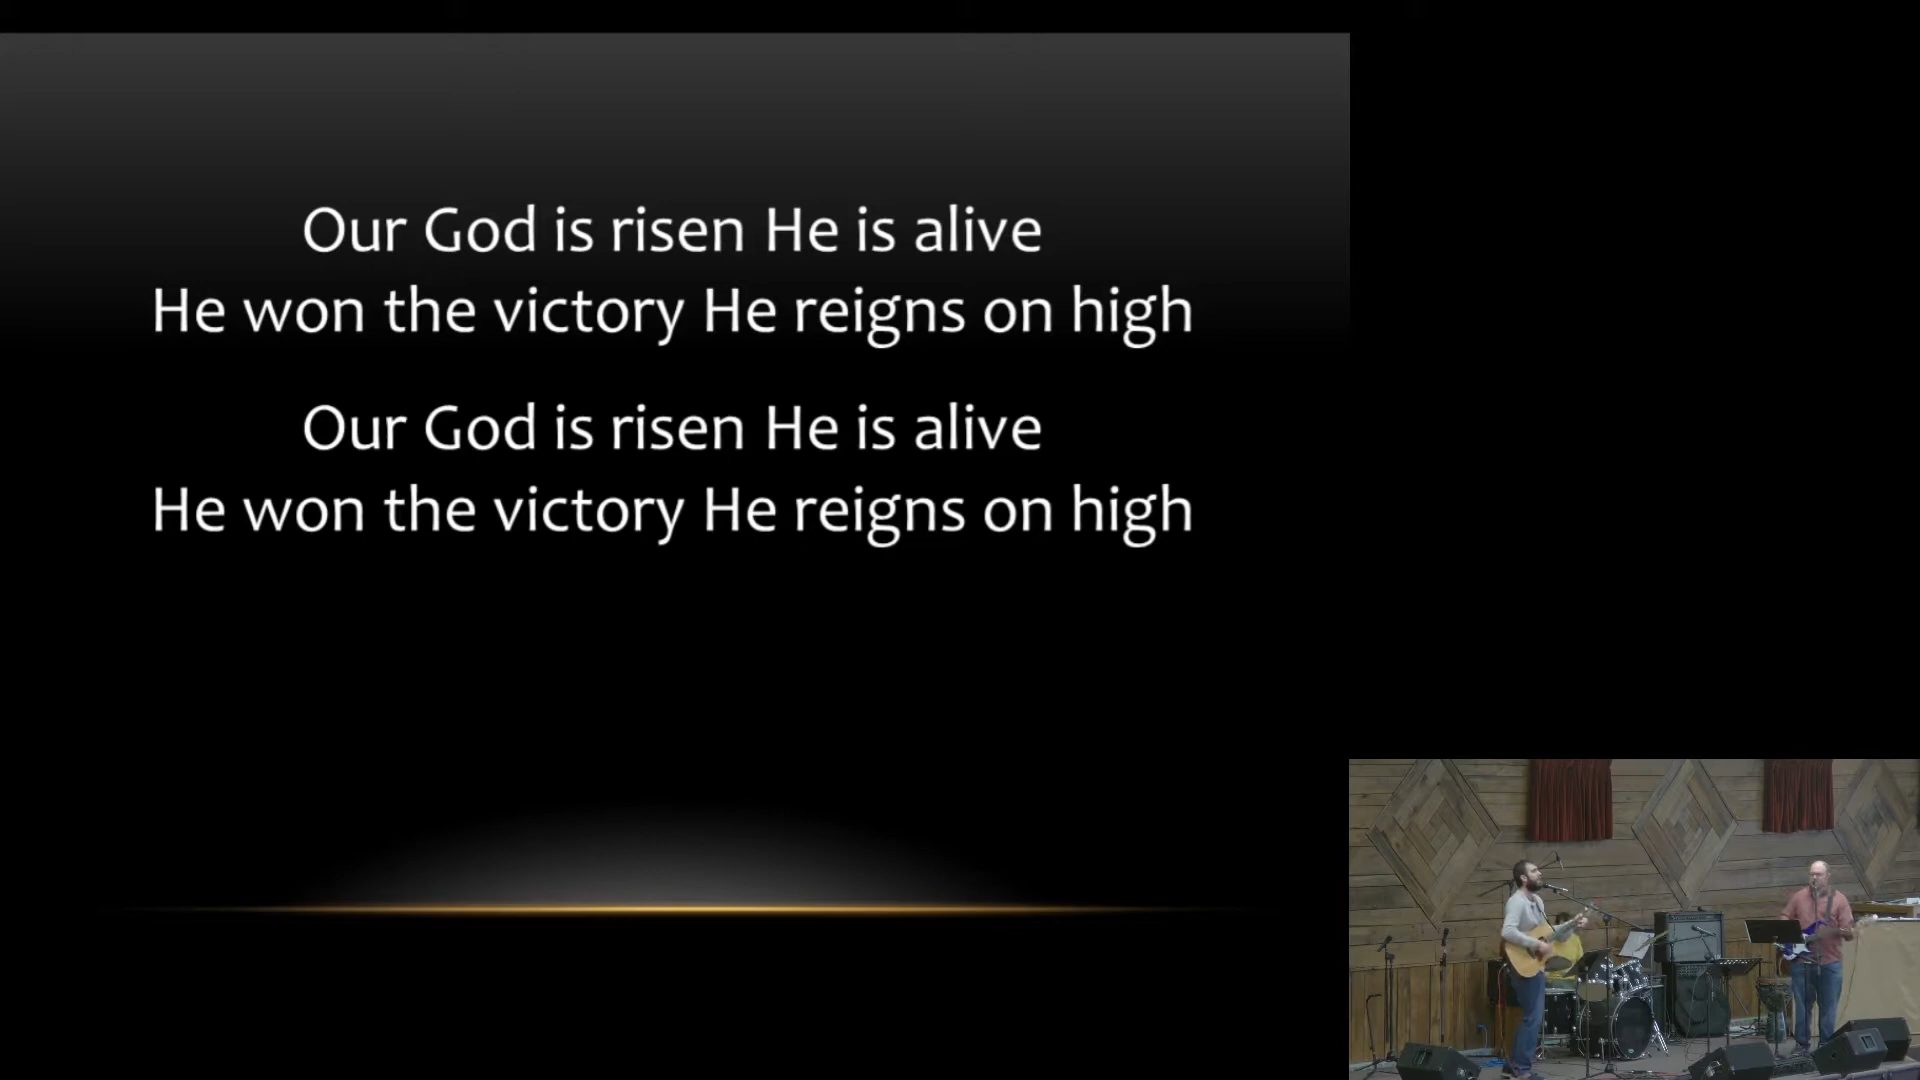 Our God is risen He is alive
He won the victory He reigns on high
Our God is risen He is alive
He won the victory He reigns on high